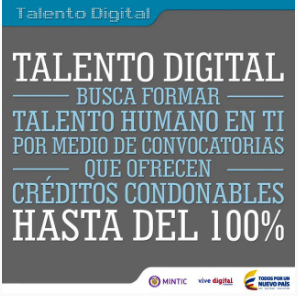 Talento Digital
TALENTO DIGITAL
BUSCA FORMAR
TALENTO HUMANO EN TI
POR MEDIO DE CONVOCATORIAS
QUE OFRECEN
CRÉDITOS CONDONABLES
HASTA DEL 100%
MINTIC vive digital TODOS POR UN
NUEVO PAÍS